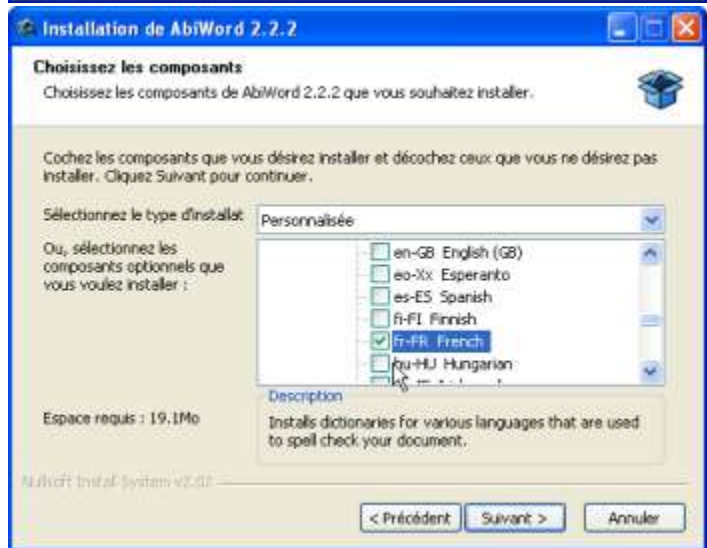 Installation de AbiWord 2.2.2
Choisissez les composants
Choisissez les composants de AbiWord 2.2.2 que vous souhaitez installer.
Cochez les composants que vous désirez installer et décochez ceux que vous ne désirez pas
installer. Cliquez Suivant pour continuer.
Sélectionnez le type d'installat
Personnalisée
Ou, sélectionnez les
composants optionnels que
vous voulez installer :
en-GB English (GB)
eo-Xx Esperanto
es-ES Spanish
fi-FI Finnish
fr-FR French
hu-HU Hungarian
Espace requis : 19.1Mo
Description
Installs dictionaries for various languages that are used
to spell check your document.
Nullsoft Install System v2.02
< Précédent
Suivant >
Annuler